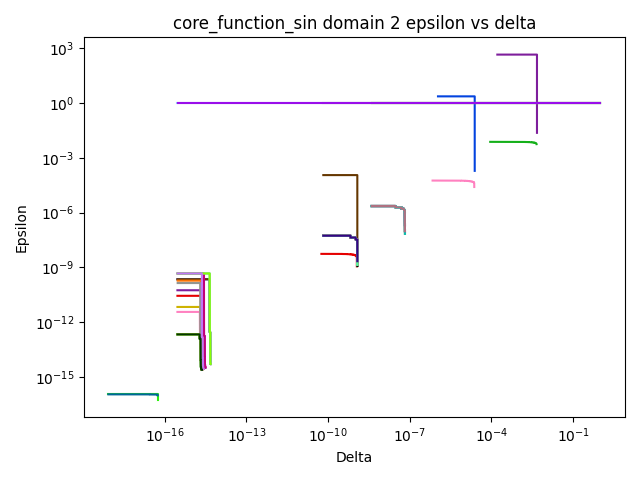 core_function_sin domain 2 epsilon vs delta
10³
10⁰
10⁻³
10⁻⁶
10⁻⁹
10⁻¹²
10⁻¹⁵
Epsilon
10⁻¹⁶ 10⁻¹³ 10⁻¹⁰ 10⁻⁷ 10⁻⁴ 10⁻¹
Delta